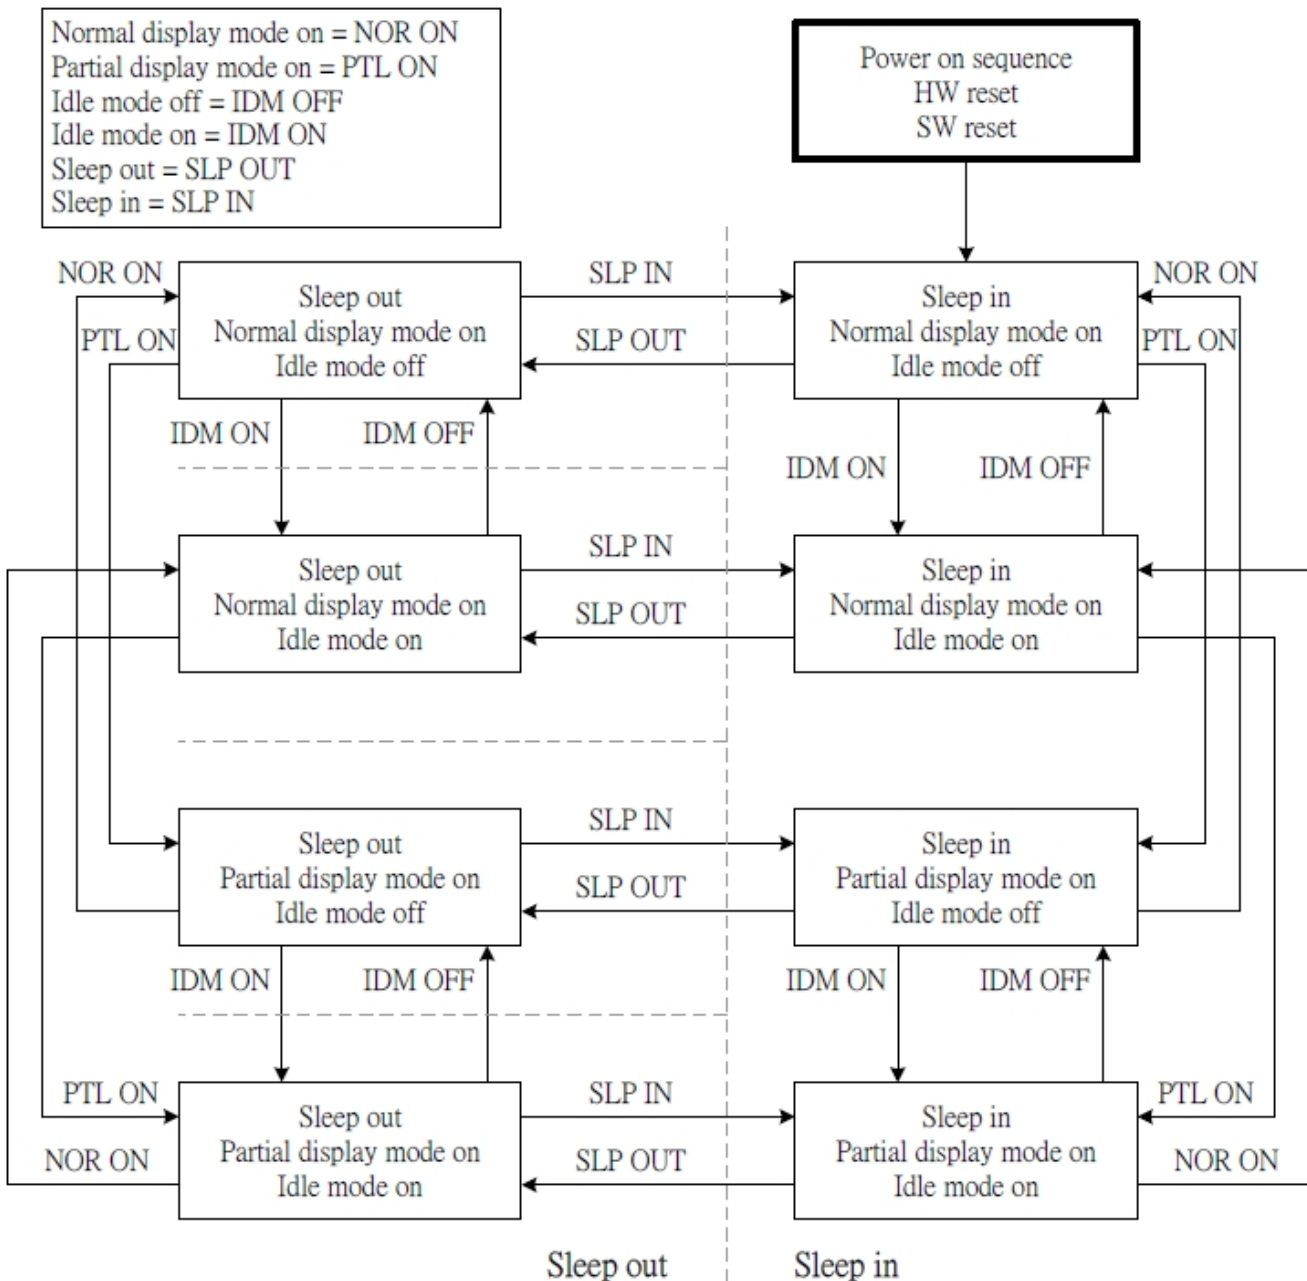 Normal display mode on = NOR ON
Partial display mode on = PTL ON
Idle mode off = IDM OFF
Idle mode on = IDM ON
Sleep out = SLP OUT
Sleep in = SLP IN
Power on sequence
HW reset
SW reset
NOR ON
SLP IN
NOR ON
Sleep out
Normal display mode on
Idle mode off
Sleep in
Normal display mode on
Idle mode off
PTL ON
SLP OUT
PTL ON
IDM ON
IDM OFF
IDM ON
IDM OFF
SLP IN
Sleep out
Normal display mode on
Idle mode on
Sleep in
Normal display mode on
Idle mode on
SLP OUT
SLP IN
Sleep out
Partial display mode on
Idle mode off
Sleep in
Partial display mode on
Idle mode off
SLP OUT
IDM ON
IDM OFF
IDM ON
IDM OFF
PTL ON
SLP IN
PTL ON
Sleep out
Partial display mode on
Idle mode on
Sleep in
Partial display mode on
Idle mode on
NOR ON
SLP OUT
NOR ON
Sleep out
Sleep in